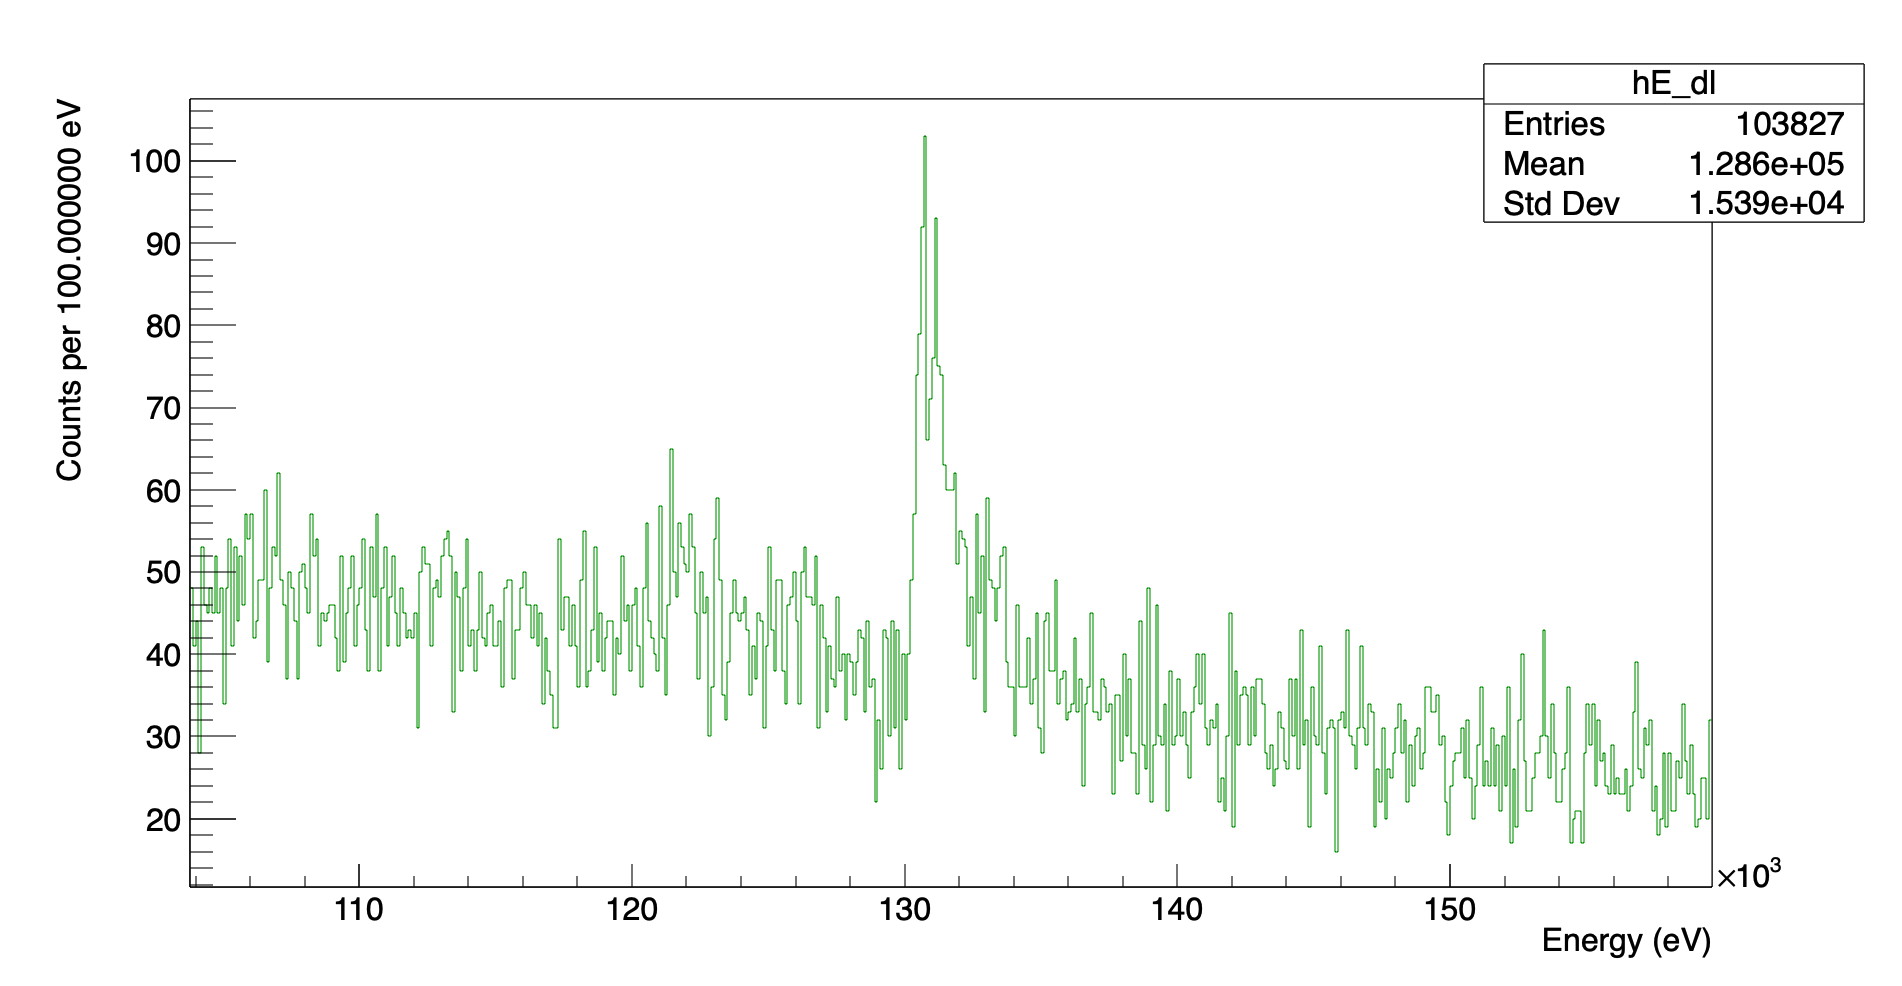 hE_dl
Entries 103827
Mean 1.286e+05
Std Dev 1.539e+04
Counts per 100.000000 eV
100
90
80
70
60
50
40
30
20
110 120 130 140 150
×10³
Energy (eV)